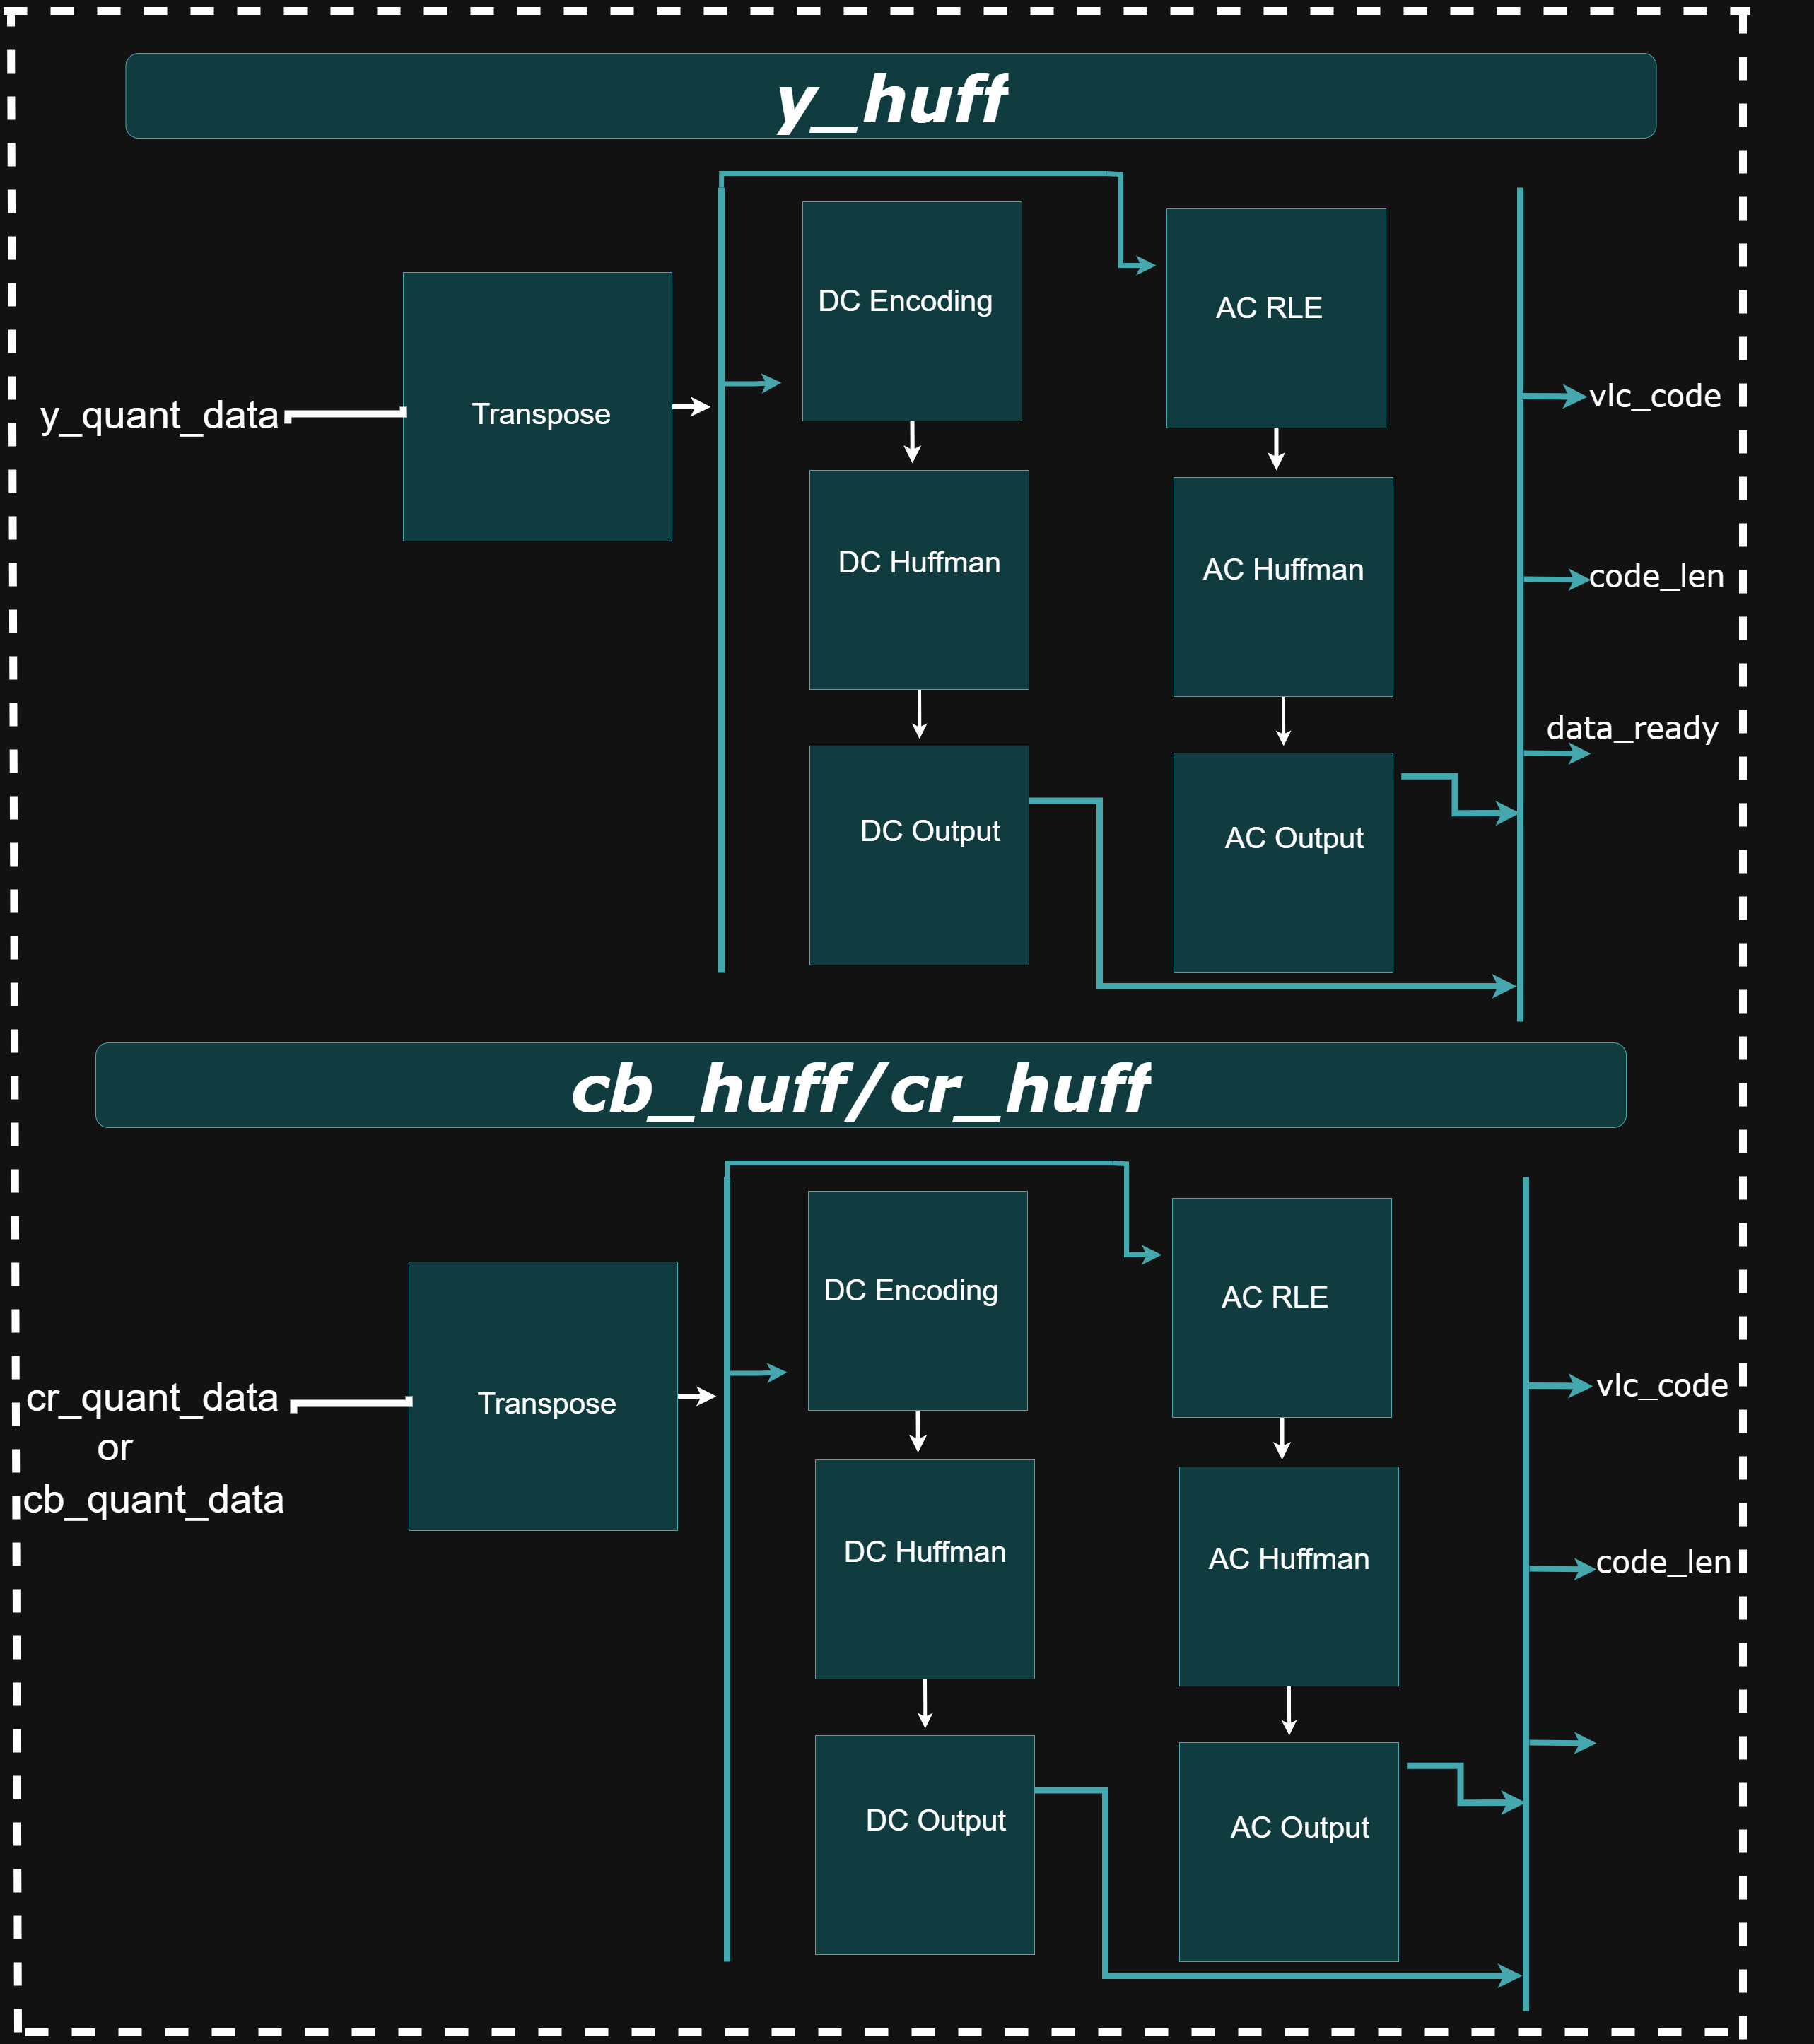 y_huff
DC Encoding
AC RLE
y_quant_data
Transpose
vlc_code
DC Huffman
AC Huffman
code_len
data_ready
DC Output
AC Output
cb_huff/cr_huff
DC Encoding
AC RLE
cr_quant_data
or
cb_quant_data
Transpose
vlc_code
DC Huffman
AC Huffman
code_len
DC Output
AC Output